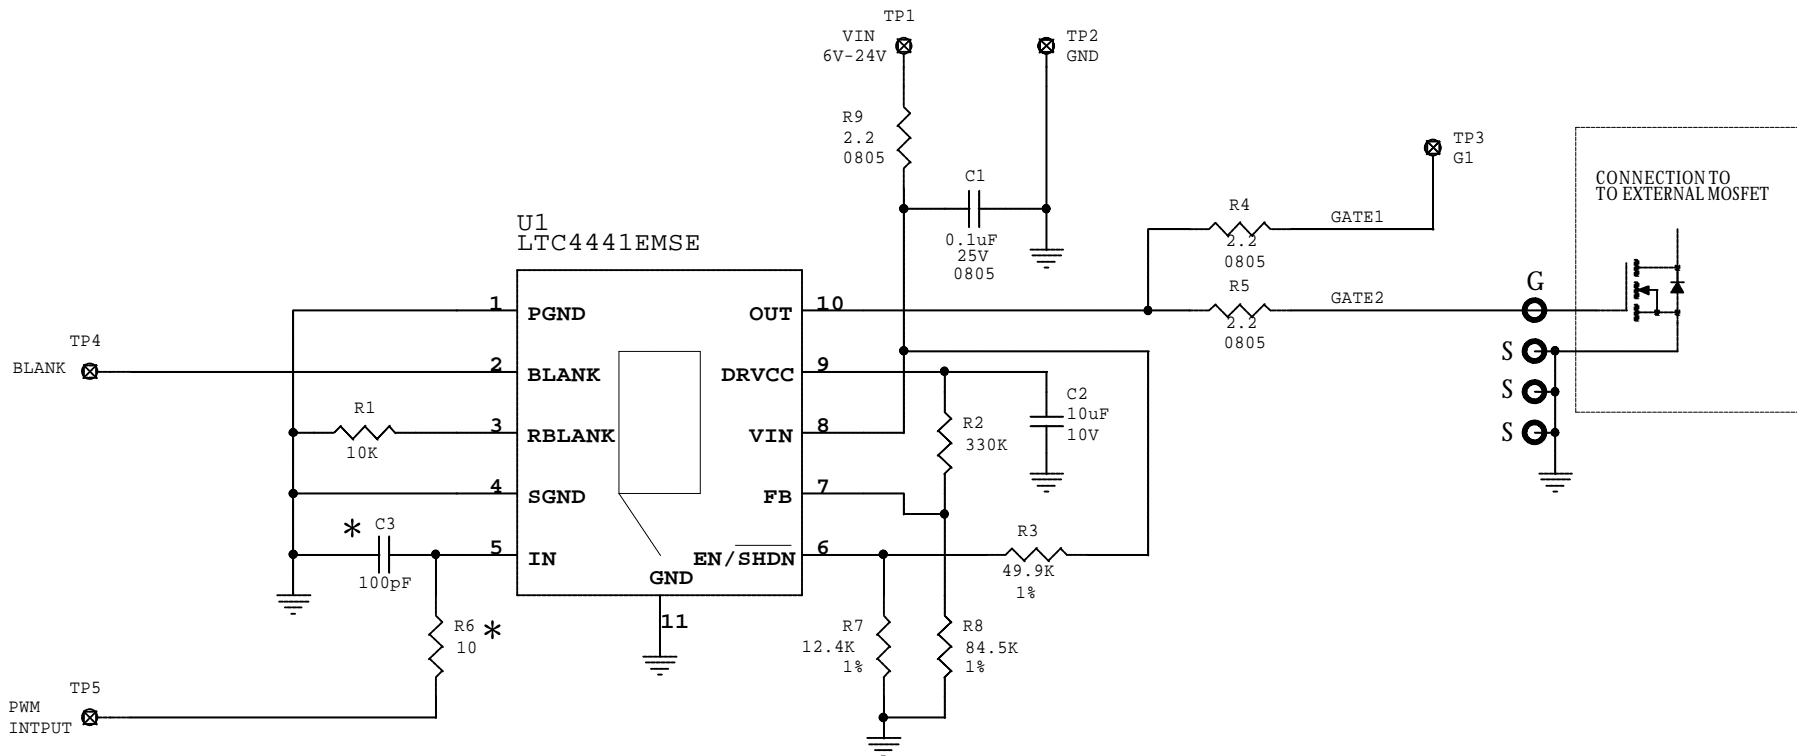 TP1
VIN
6V-24V
TP2
GND
R9
2.2
0805
C1
0.1uF
25V
0805
TP3
G1
CONNECTION TO
TO EXTERNAL MOSFET
R4
2.2
0805
GATE1
R5
2.2
0805
GATE2
G
S
S
S
U1
LTC4441EMSE
1
PGND
2
BLANK
3
RBLANK
4
SGND
5
IN
OUT
10
DRVCC
9
VIN
8
FB
7
EN/SHDN
6
GND
11
TP4
BLANK
R1
10K
* C3
100pF
R6 *
10
TP5
PWM
INTPUT
R2
330K
C2
10uF
10V
R3
49.9K
1%
R7
12.4K
1%
R8
84.5K
1%